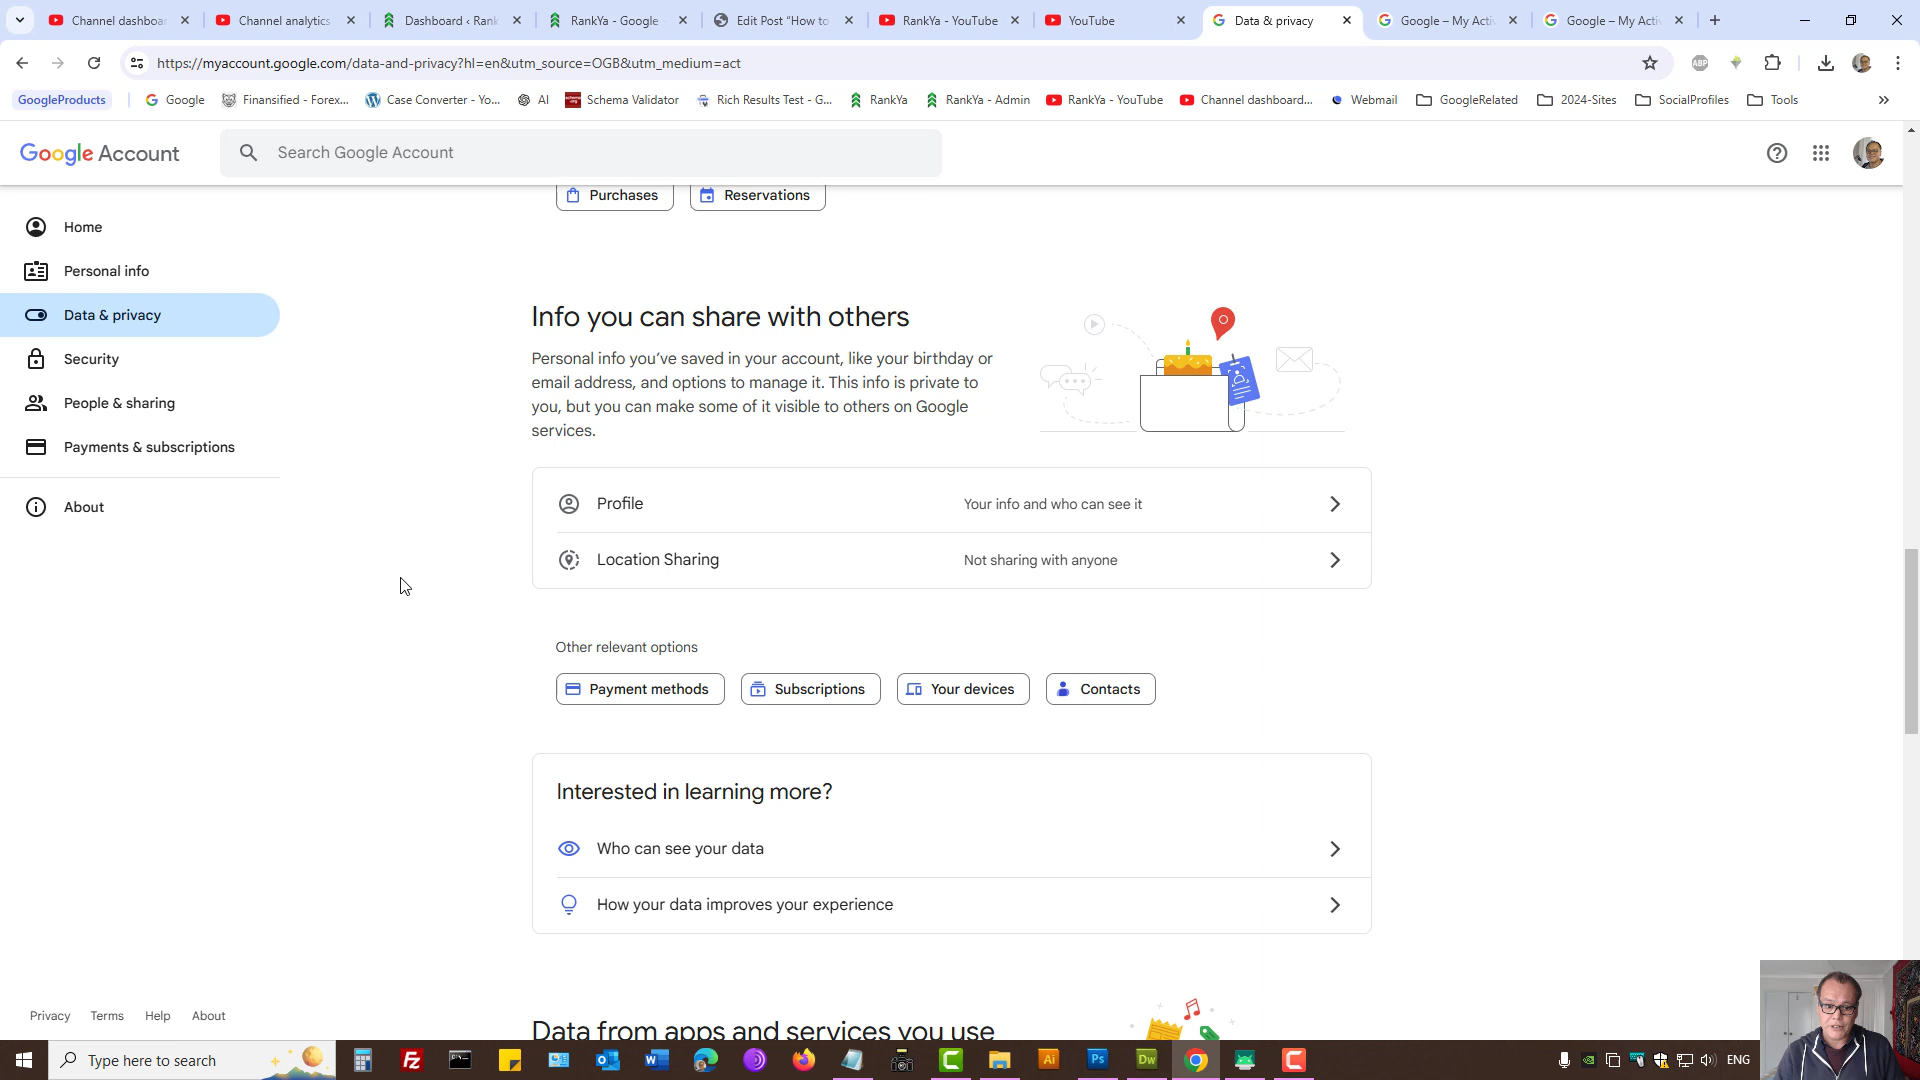 Channel dashboar
Channel analytics
Dashboard ‹ Rank
RankYa - Google
Edit Post "How to
RankYa - YouTube
YouTube
Data & privacy
Google – My Activ
Google – My Activ
https://myaccount.google.com/data-and-privacy?hl=en&utm_source=OGB&utm_medium=act
ABP
GoogleProducts
Google
Finansified - Forex...
Case Converter - Yo...
AI
Schema Validator
Rich Results Test - G...
RankYa
RankYa - Admin
RankYa - YouTube
Channel dashboard...
Webmail
GoogleRelated
2024-Sites
SocialProfiles
Tools
Google Account
Search Google Account
Purchases
Reservations
Home
Personal info
Data & privacy
Security
People & sharing
Payments & subscriptions
About
Info you can share with others
Personal info you've saved in your account, like your birthday or
email address, and options to manage it. This info is private to
you, but you can make some of it visible to others on Google
services.
Profile
Your info and who can see it
Location Sharing
Not sharing with anyone
Other relevant options
Payment methods
Subscriptions
Your devices
Contacts
Interested in learning more?
Who can see your data
How your data improves your experience
Data from apps and services you use
Privacy
Terms
Help
About
Type here to search
Fz
Ai
Ps
Dw
ENG